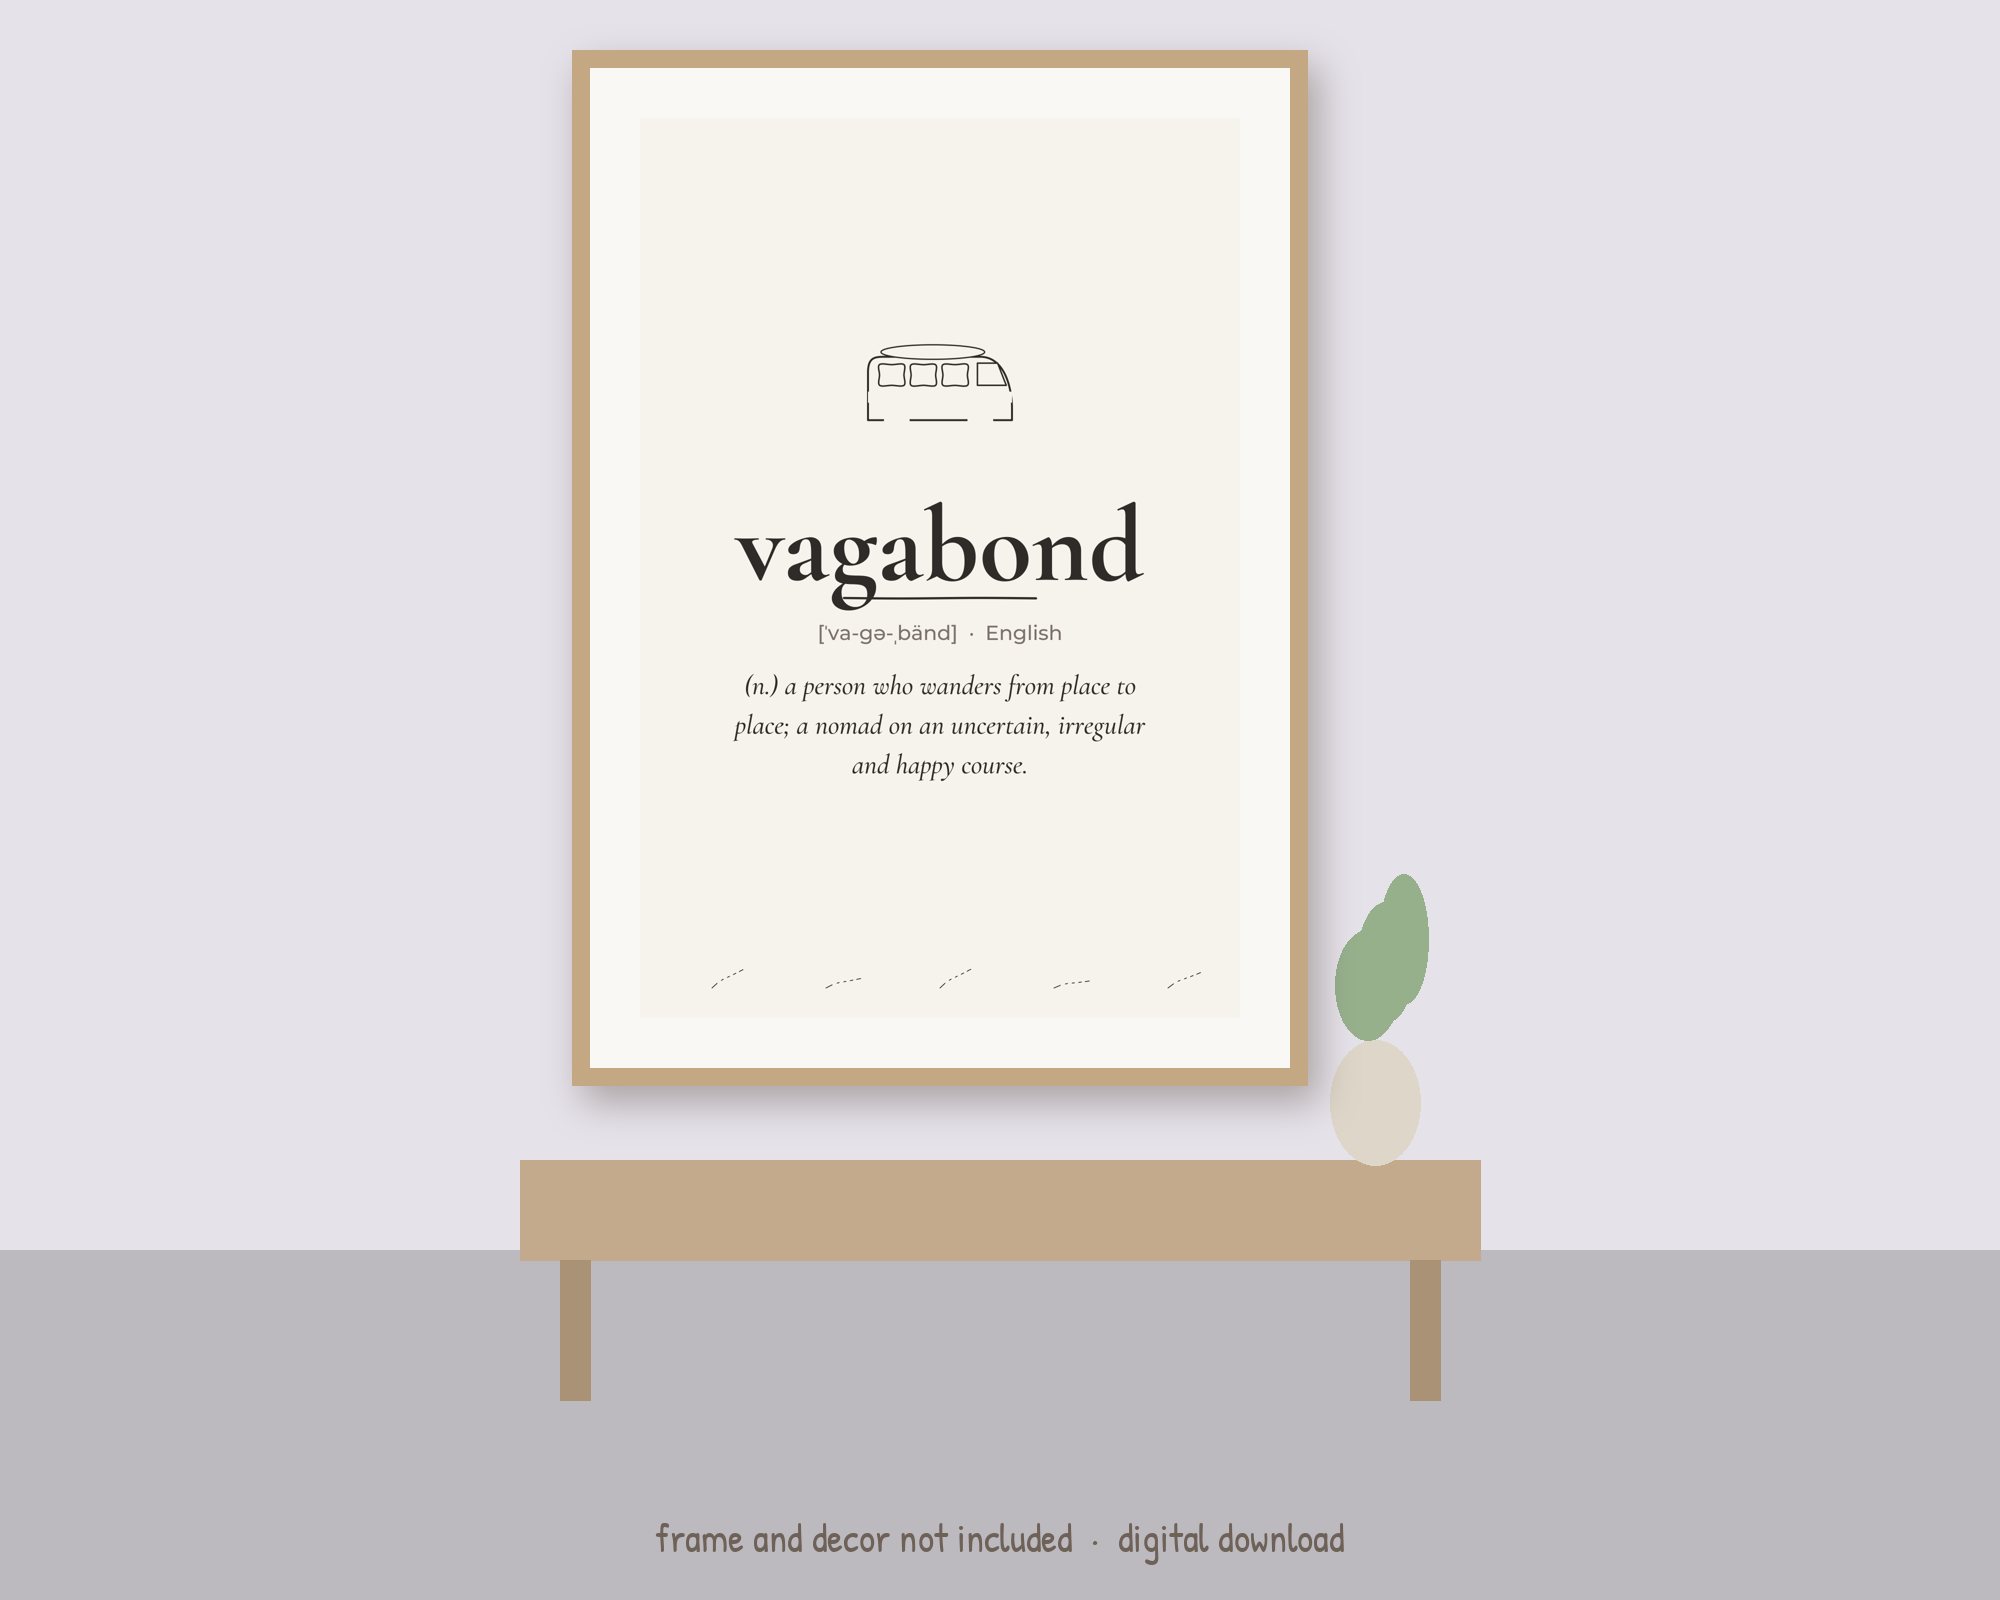 vagabond
[ˈva-gə-ˌbänd] · English
(n.) a person who wanders from place to
place; a nomad on an uncertain, irregular
and happy course.
frame and decor not included · digital download